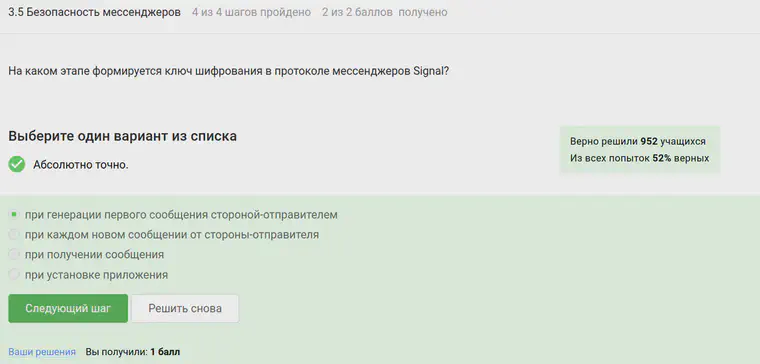 3.5 Безопасность мессенджеров 4 из 4 шагов пройдено 2 из 2 баллов получено
На каком этапе формируется ключ шифрования в протоколе мессенджеров Signal?
Выберите один вариант из списка
Абсолютно точно.
Верно решили 952 учащихся
Из всех попыток 52% верных
при генерации первого сообщения стороной-отправителем
при каждом новом сообщении от стороны-отправителя
при получении сообщения
при установке приложения
Следующий шаг
Решить снова
Ваши решения Вы получили: 1 балл